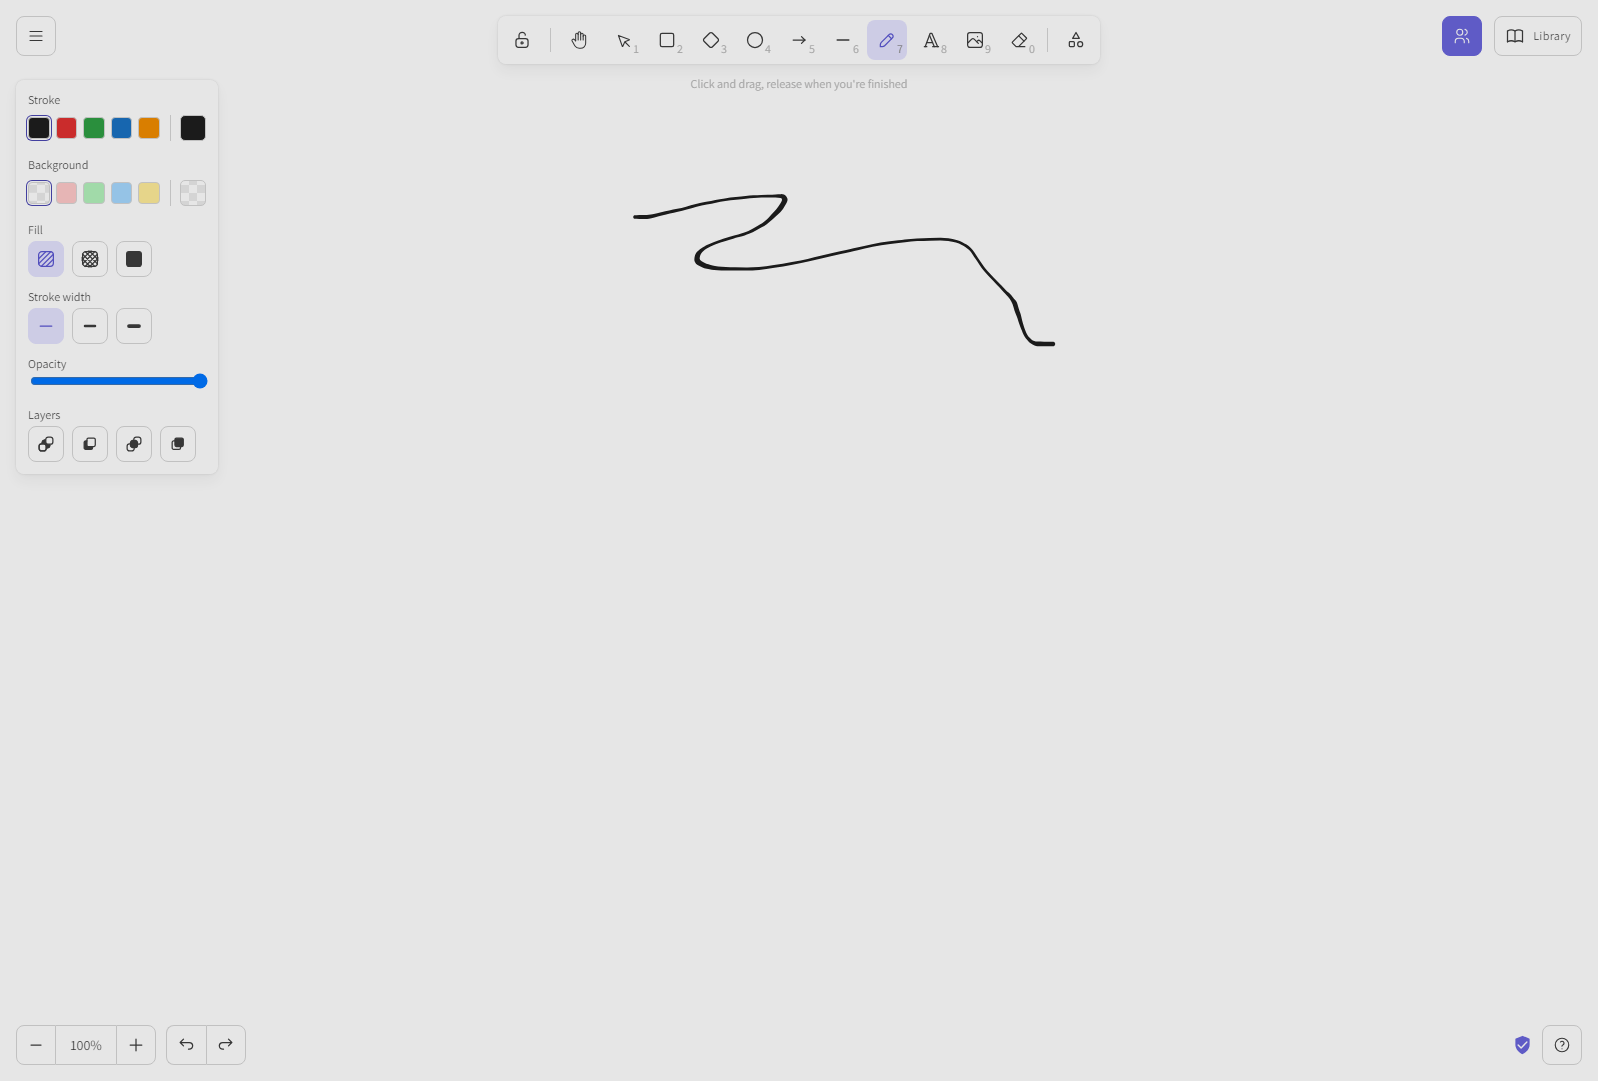 1 2 3 4 5 6 7 8 9 0
Library
Click and drag, release when you're finished
Stroke
Background
Fill
Stroke width
Opacity
Layers
100%